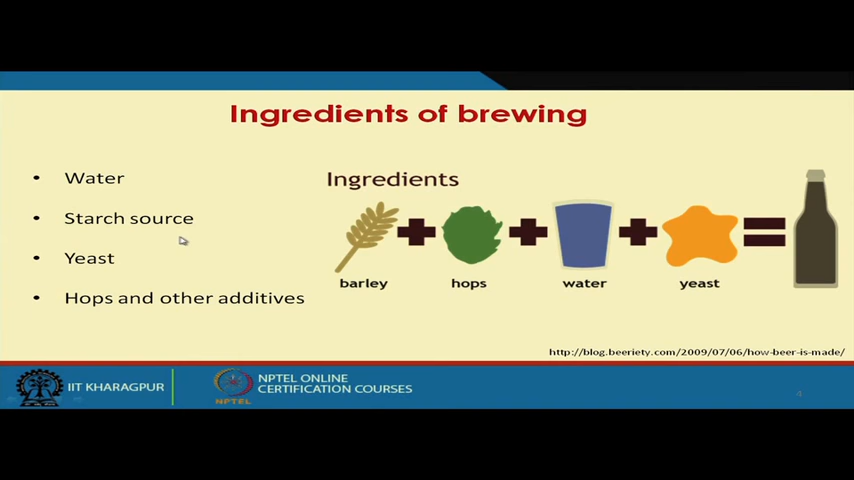 Ingredients of brewing
• Water
• Starch source
• Yeast
• Hops and other additives
Ingredients
barley
hops
water
yeast
http://blog.beeriety.com/2009/07/06/how-beer-is-made/
IIT KHARAGPUR
NPTEL
NPTEL ONLINE
CERTIFICATION COURSES
4